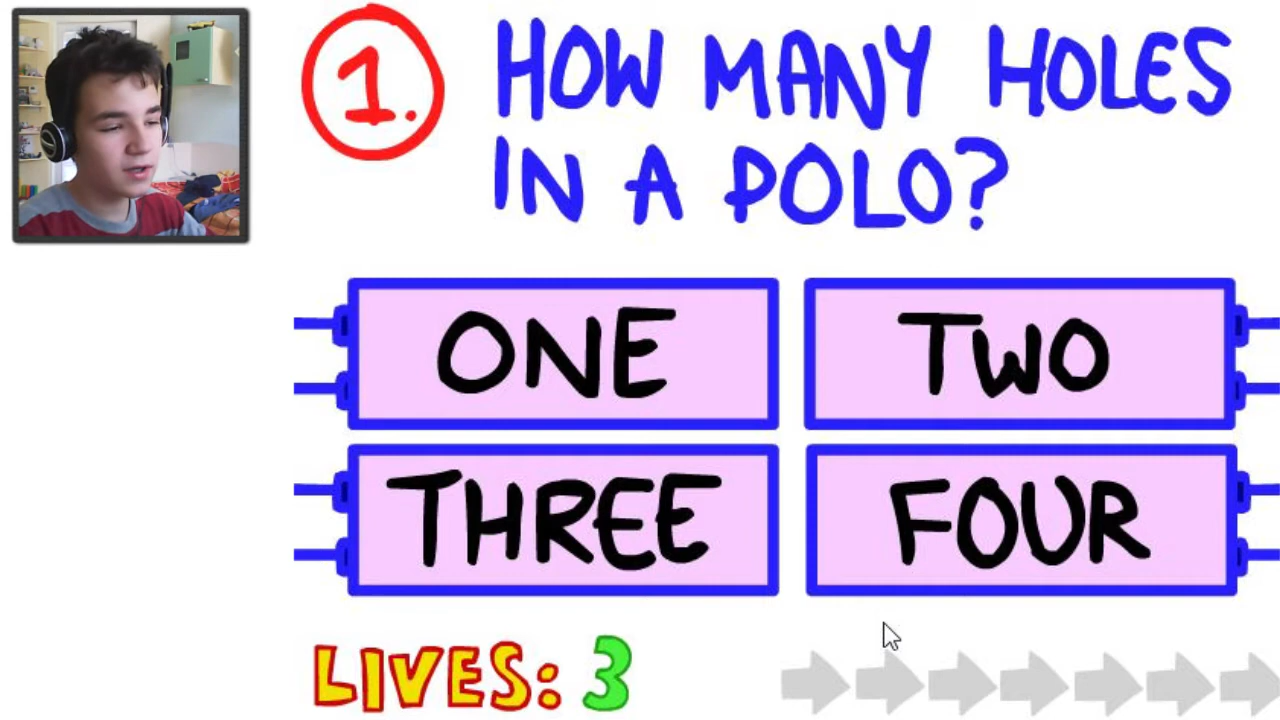 1. HOW MANY HOLES
IN A POLO?
ONE
TWO
THREE
FOUR
LIVES: 3